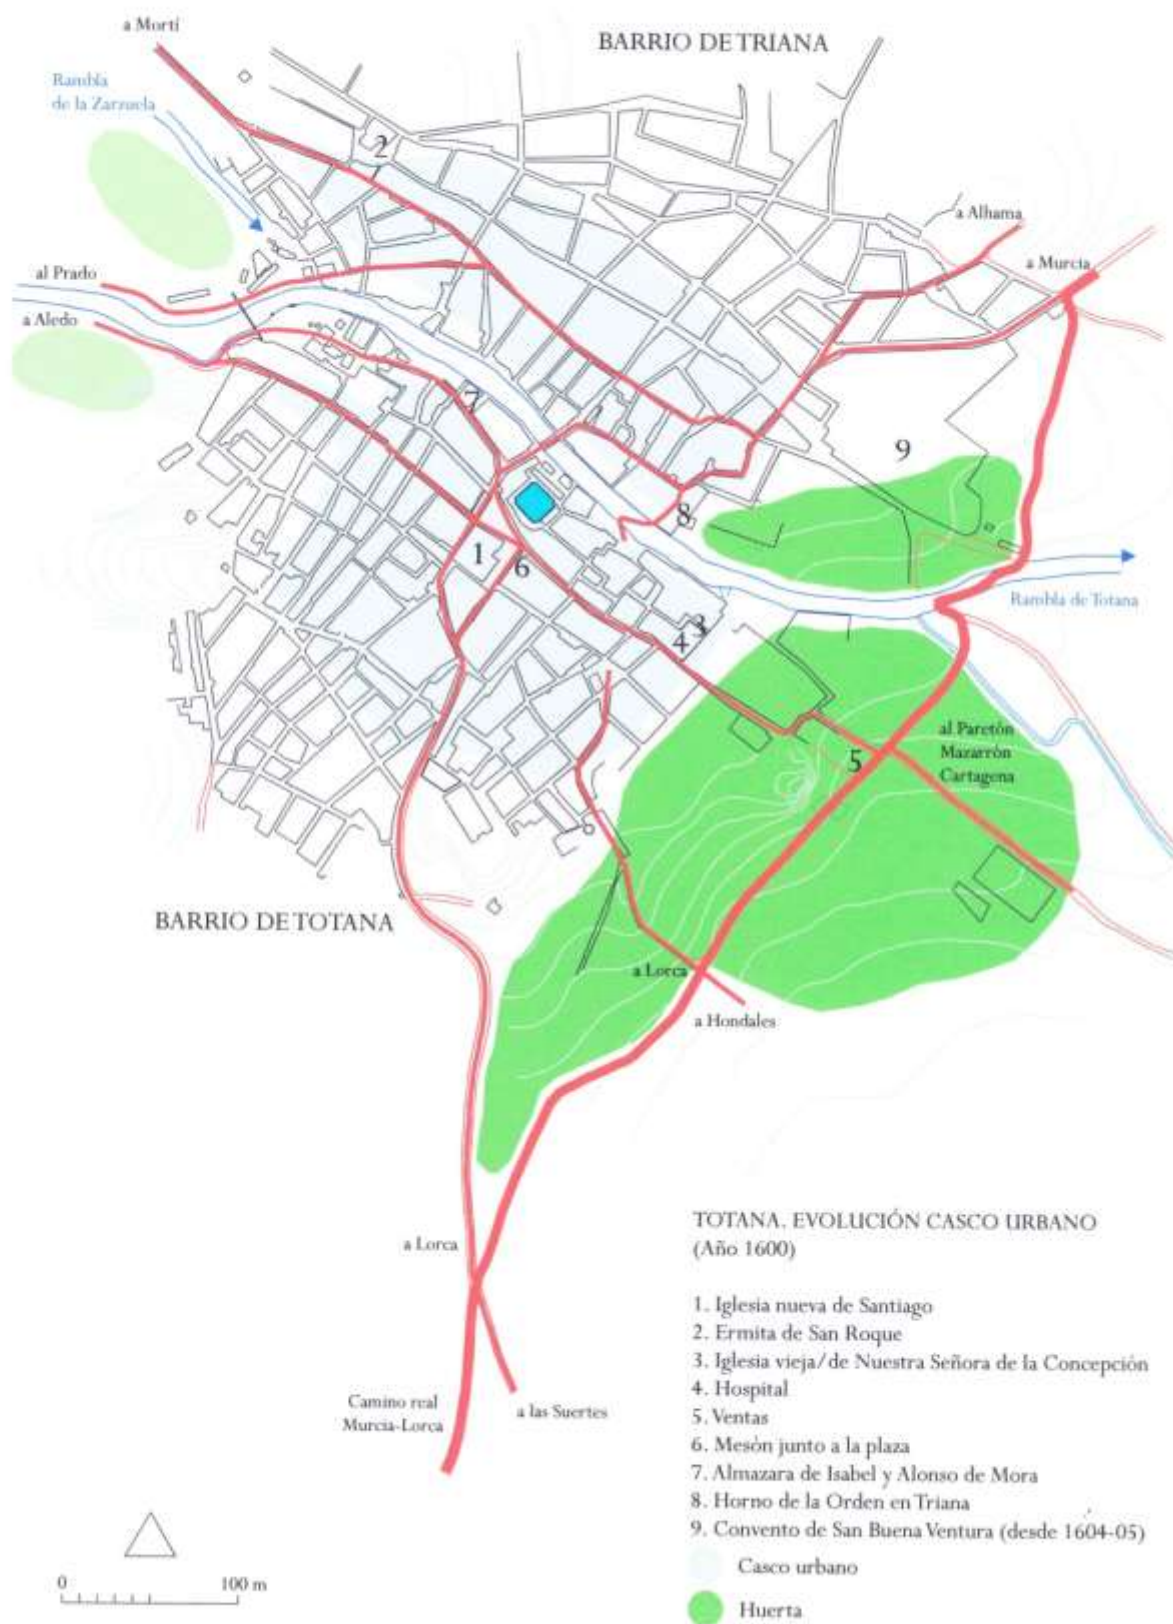 a Mortí
BARRIO DE TRIANA
Rambla
de la Zarzuela
2
a Alhama
a Murcia
al Prado
a Aledo
7
9
8
1
6
Rambla de Totana
3
4
al Paretón
Mazarrón
Cartagena
5
BARRIO DE TOTANA
a Lorca
a Hondales
TOTANA. EVOLUCIÓN CASCO URBANO
(Año 1600)
a Lorca
1. Iglesia nueva de Santiago
2. Ermita de San Roque
3. Iglesia vieja/de Nuestra Señora de la Concepción
4. Hospital
Camino real
Murcia-Lorca
a las Suertes
5. Ventas
6. Mesón junto a la plaza
7. Almazara de Isabel y Alonso de Mora
8. Horno de la Orden en Triana
9. Convento de San Buena Ventura (desde 1604-05)
Casco urbano
0 100 m
Huerta